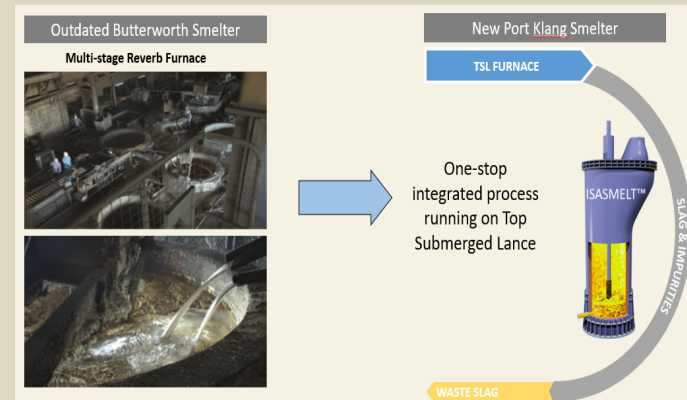 Outdated Butterworth Smelter
Multi-stage Reverb Furnace
New Port Klang Smelter
TSL FURNACE
One-stop
integrated process
running on Top
Submerged Lance
ISASMELT™
SLAG & IMPURITIES
WASTE SLAG